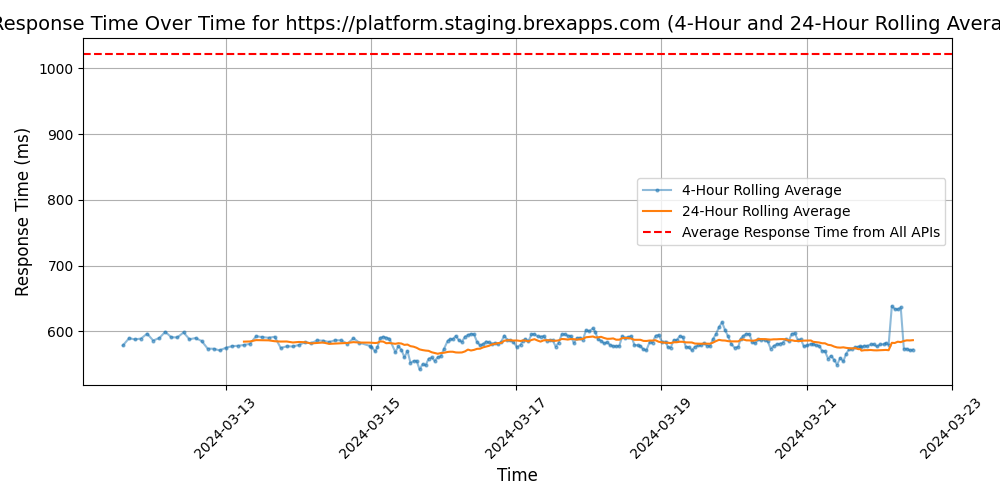 Response Time Over Time for https://platform.staging.brexapps.com (4-Hour and 24-Hour Rolling Avera
Response Time (ms)
1000
900
800
700
600
4-Hour Rolling Average
24-Hour Rolling Average
Average Response Time from All APIs
2024-03-13
2024-03-15
2024-03-17
2024-03-19
2024-03-21
2024-03-23
Time